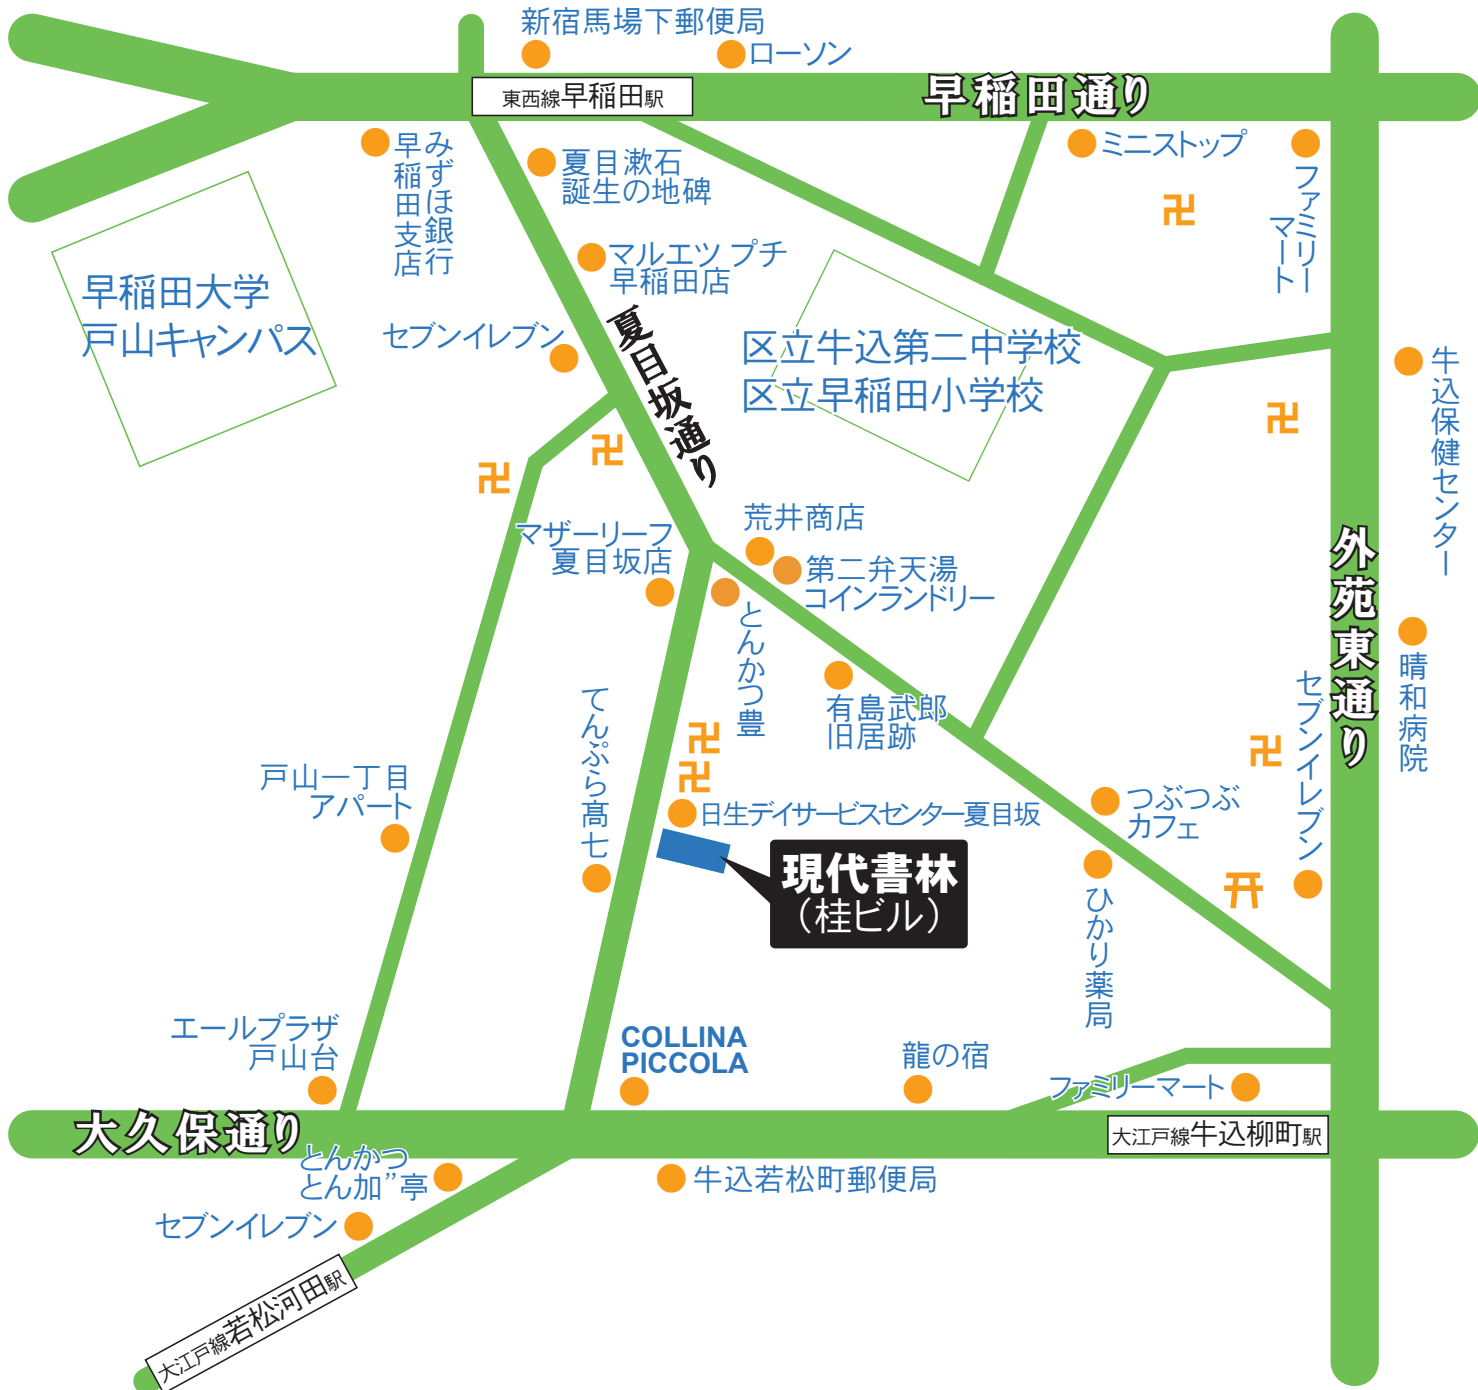 新宿馬場下郵便局
ローソン
東西線早稲田駅
早稲田通り
みずほ銀行
早稲田支店
夏目漱石
誕生の地碑
ミニストップ
ファミリー
マート
マルエツ プチ
早稲田店
早稲田大学
戸山キャンパス
セブンイレブン
夏目坂通り
区立牛込第二中学校
区立早稲田小学校
牛込保健センター
マザーリーフ
夏目坂店
荒井商店
第二弁天湯
コインランドリー
とんかつ豊
外苑東通り
晴和病院
有島武郎
旧居跡
てんぷら髙七
セブンイレブン
戸山一丁目
アパート
日生デイサービスセンター夏目坂
つぶつぶ
カフェ
現代書林
（桂ビル）
ひかり薬局
エールプラザ
戸山台
COLLINA
PICCOLA
龍の宿
ファミリーマート
大久保通り
大江戸線牛込柳町駅
とんかつ
とん加”亭
牛込若松町郵便局
セブンイレブン
大江戸線若松河田駅